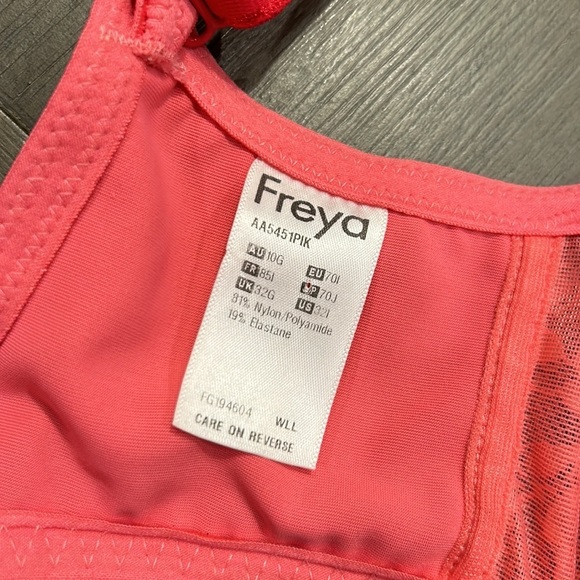 Freya
AA5451PIK
AU 10G EU 70I
FR 85I JP 70J
UK 32G US 32I
81% Nylon/Polyamide
19% Elastane
FG194604 WLL
CARE ON REVERSE